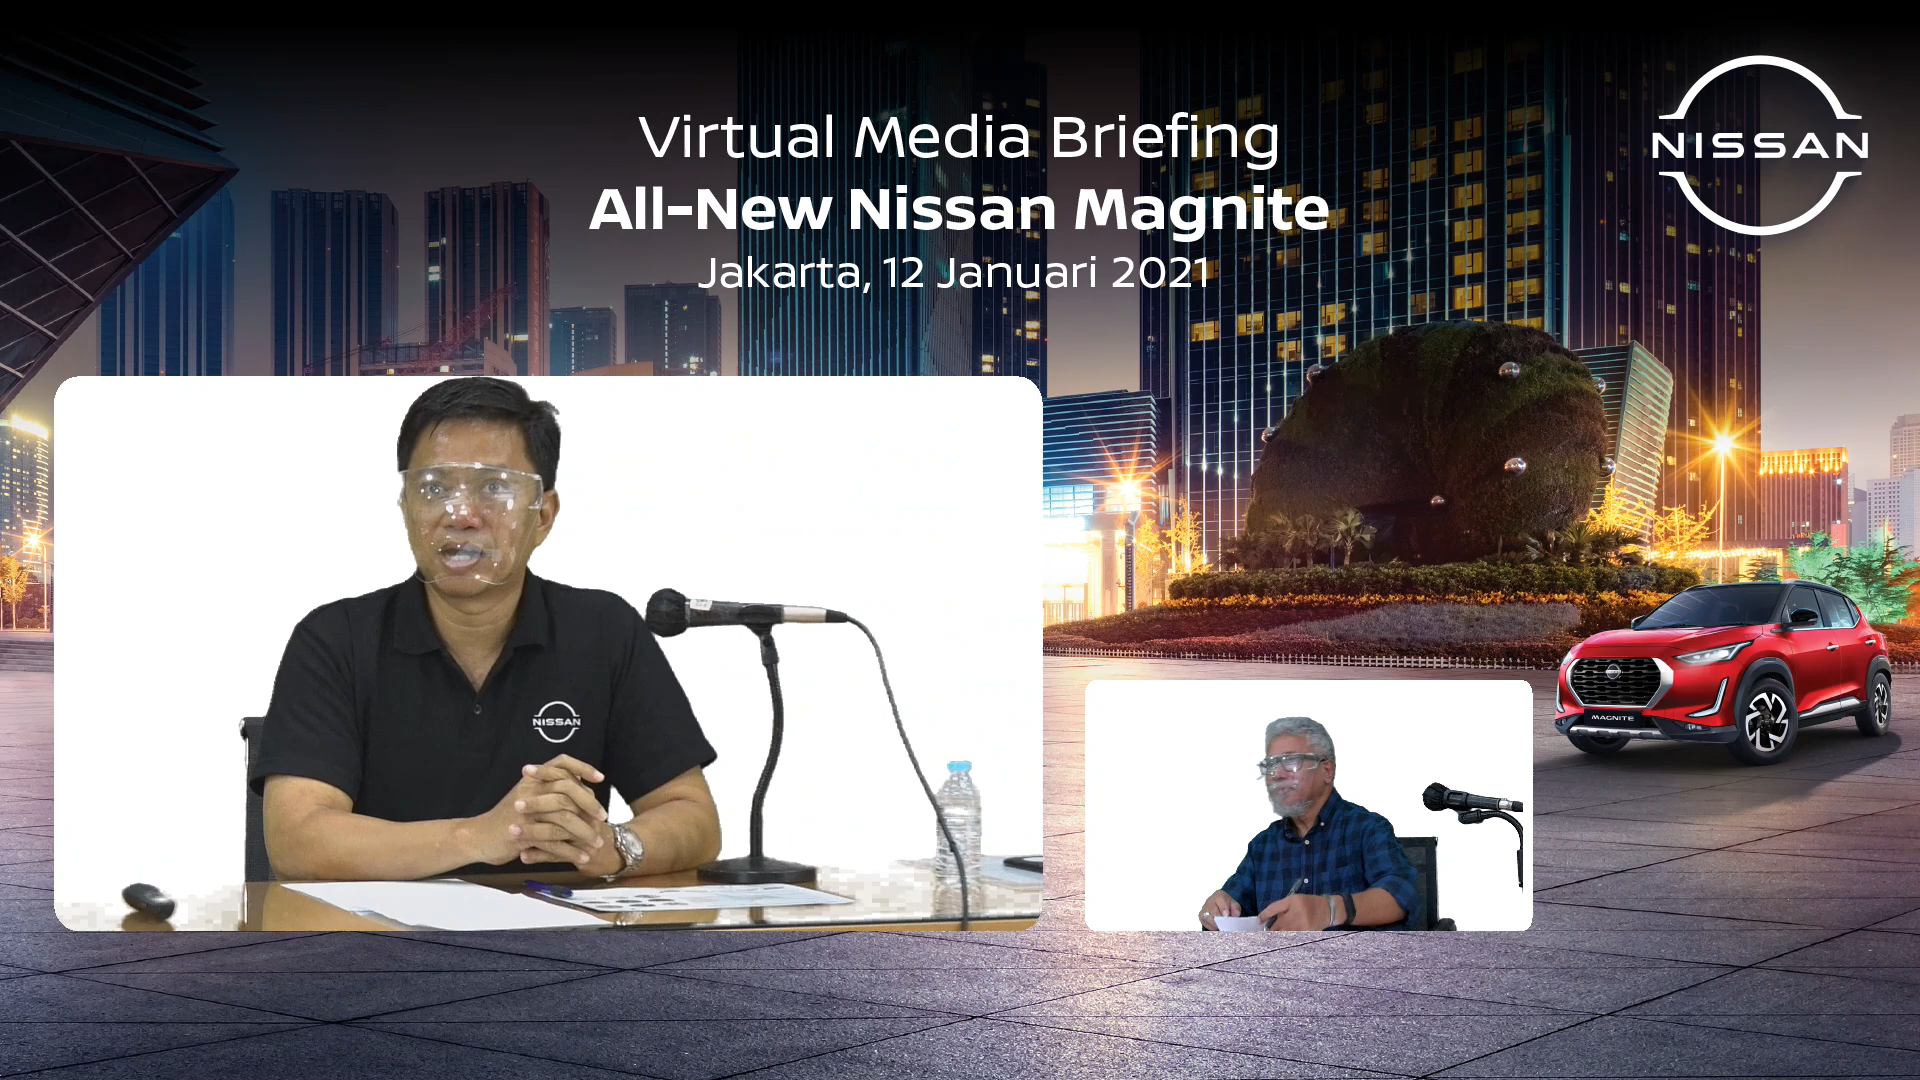 Virtual Media Briefing
All-New Nissan Magnite
Jakarta, 12 Januari 2021
NISSAN
NISSAN
MAGNITE